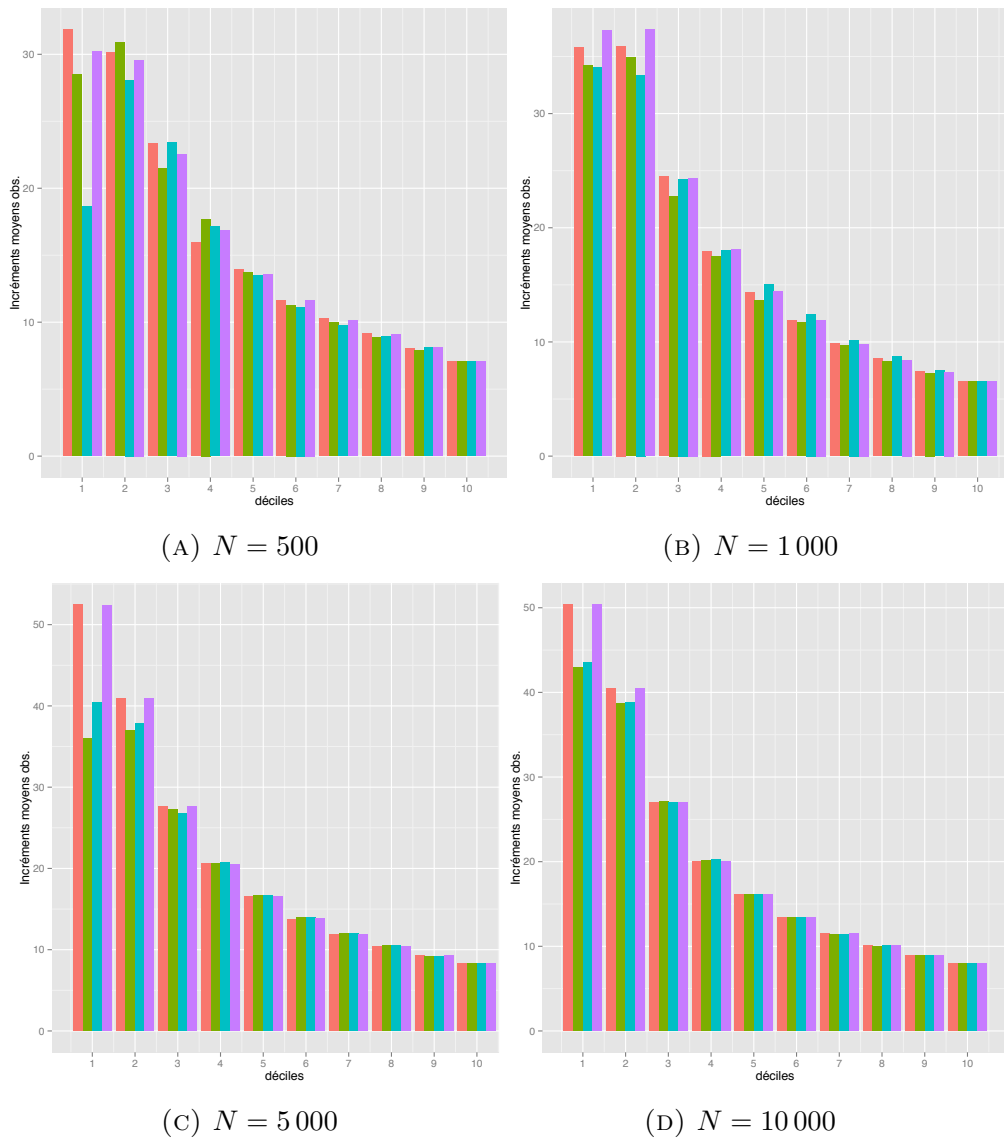 30
20
10
0
Incréments moyens obs.
1 2 3 4 5 6 7 8 9 10
déciles
(A) N = 500
30
20
10
0
Incréments moyens obs.
1 2 3 4 5 6 7 8 9 10
déciles
(B) N = 1 000
50
40
30
20
10
0
Incréments moyens obs.
1 2 3 4 5 6 7 8 9 10
déciles
(C) N = 5 000
50
40
30
20
10
0
Incréments moyens obs.
1 2 3 4 5 6 7 8 9 10
déciles
(D) N = 10 000